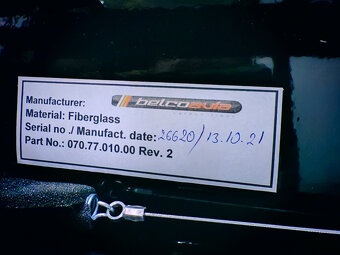 Manufacturer: belcoavia
Material: Fiberglass
Serial no ./ Manufact. date: 26620/13.10.21
Part No.: 070.77.010.00 Rev. 2